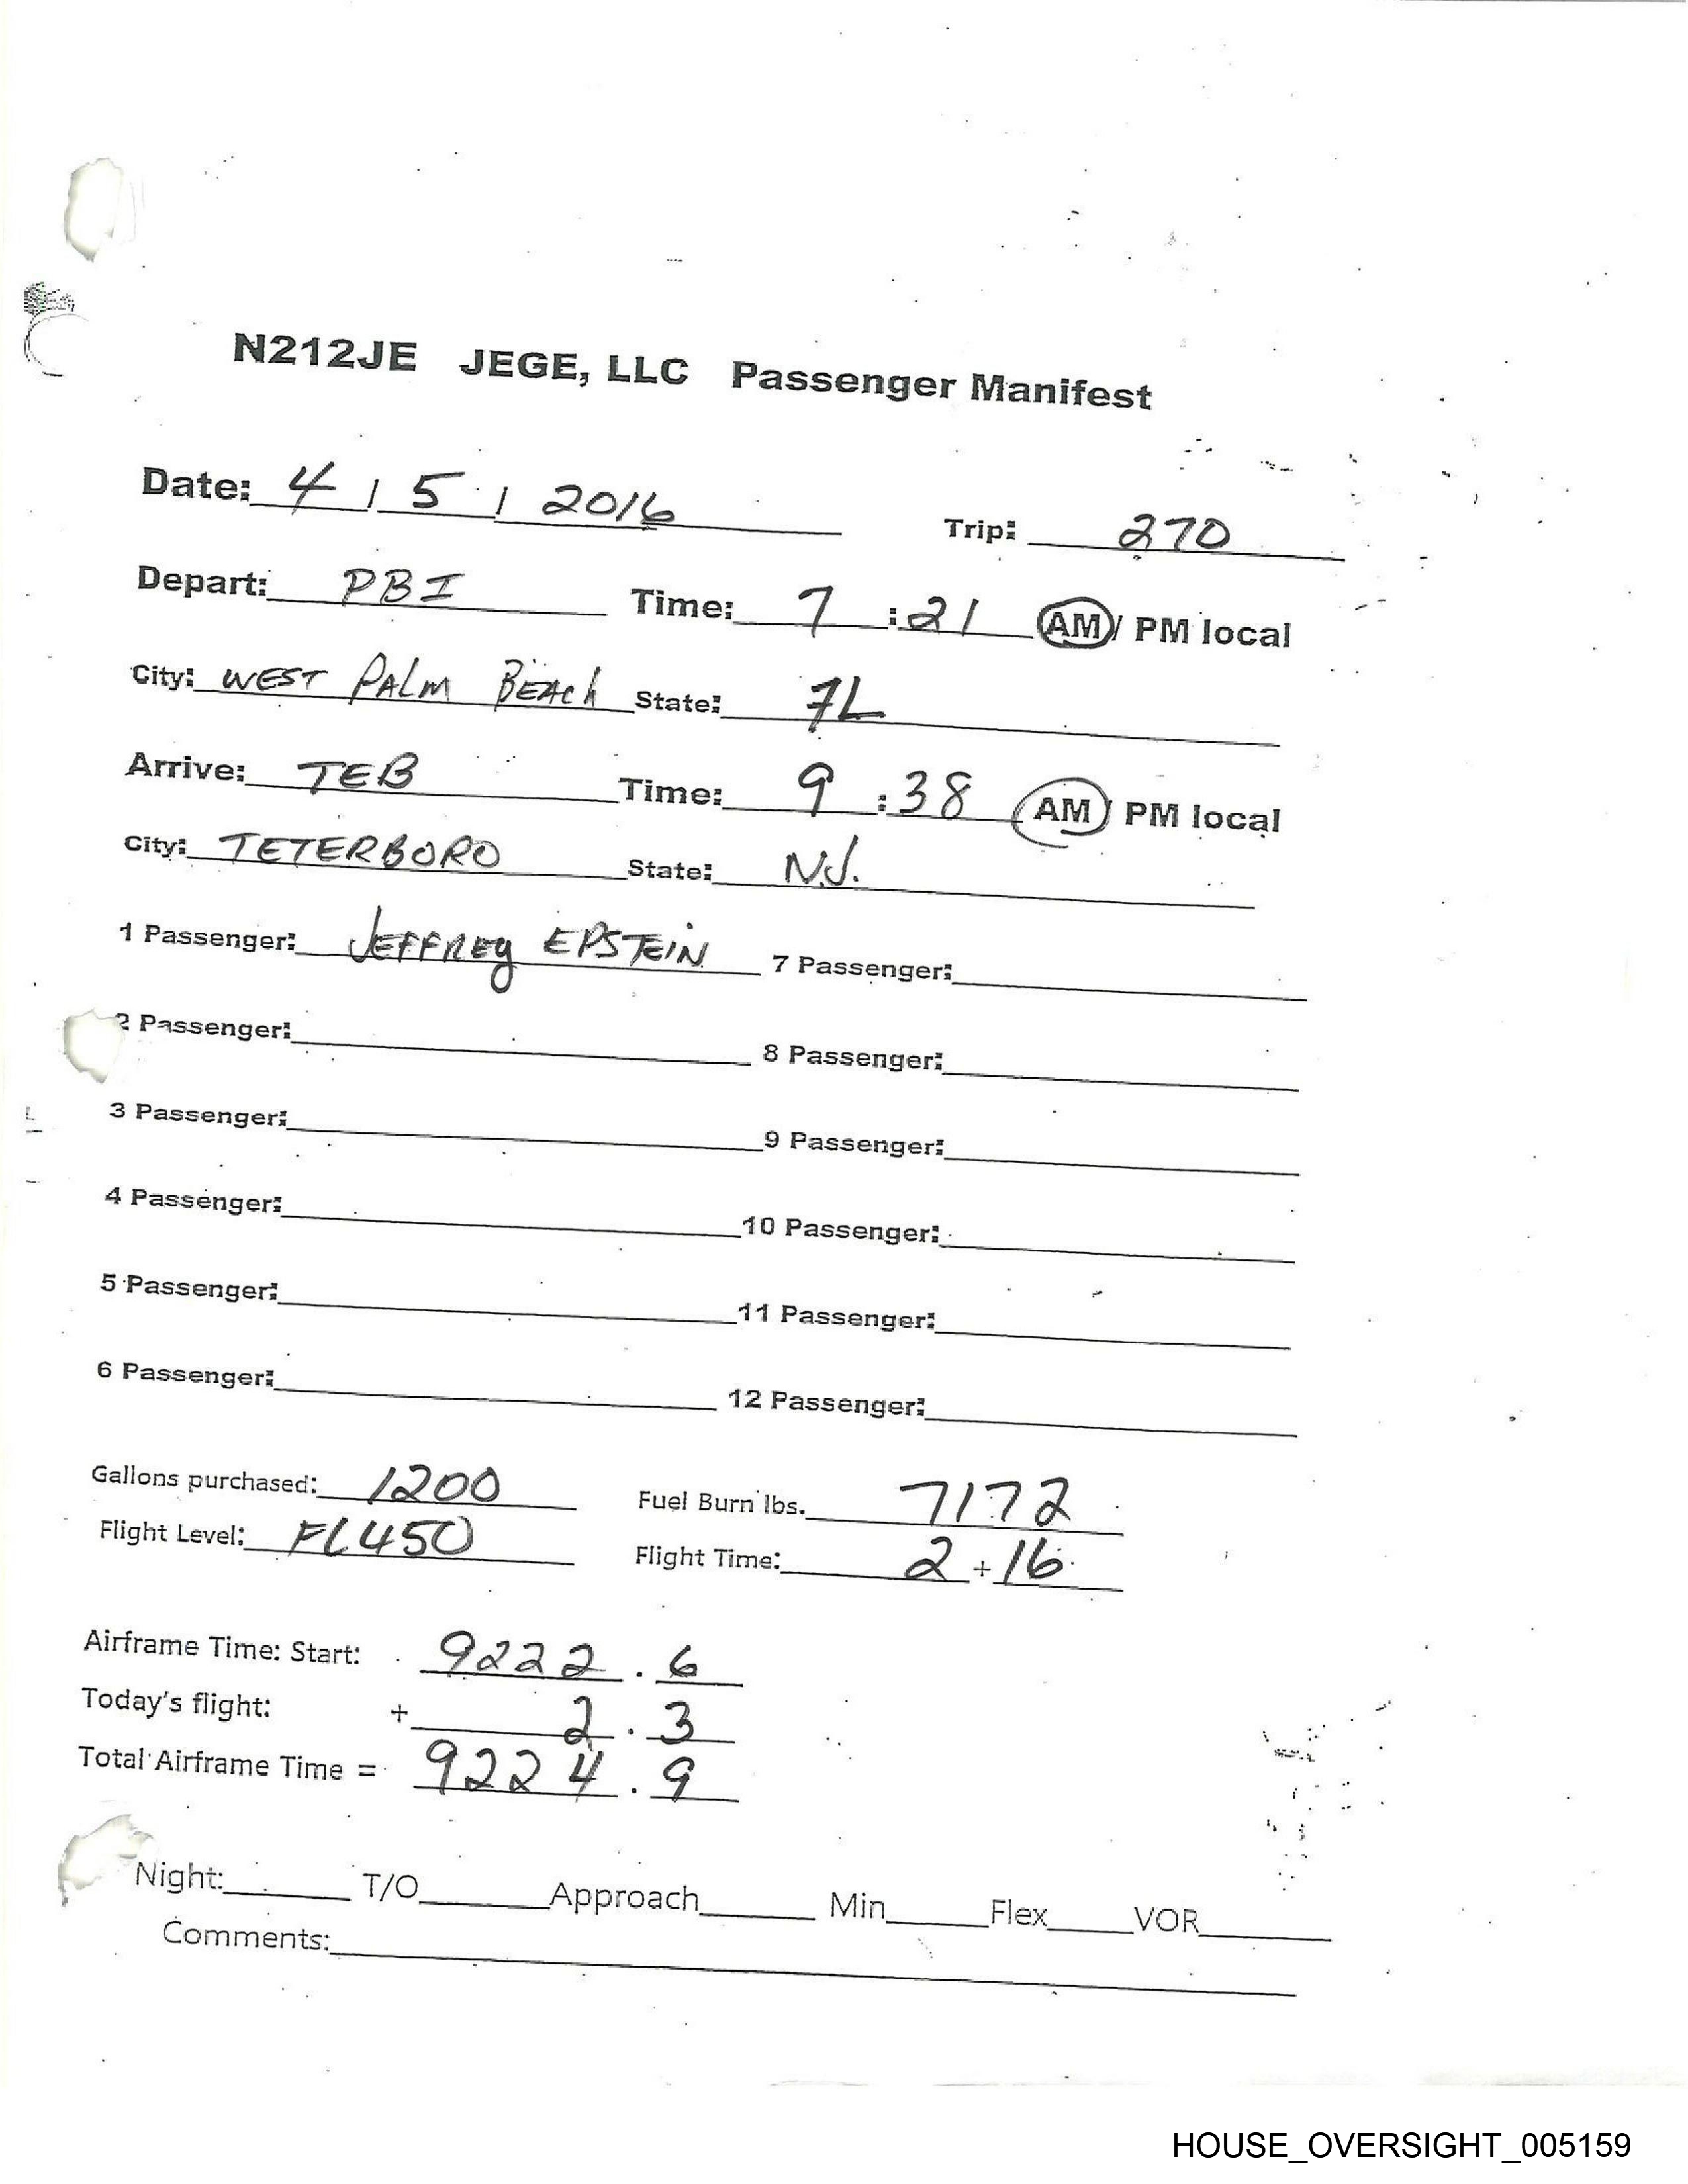 N212JE JEGE, LLC Passenger Manifest
Date: 4 / 5 / 2016 Trip: 270
Depart: PBI Time: 7 : 21 AM / PM local
City: WEST PALM BEACH State: FL
Arrive: TEB Time: 9 : 38 AM / PM local
City: TETERBORO State: N.J.
1 Passenger: JEFFREY EPSTEIN 7 Passenger:
2 Passenger: 8 Passenger:
3 Passenger: 9 Passenger:
4 Passenger: 10 Passenger:
5 Passenger: 11 Passenger:
6 Passenger: 12 Passenger:
Gallons purchased: 1200 Fuel Burn lbs. 7172
Flight Level: FL450 Flight Time: 2 + 16
Airframe Time: Start: 9222 . 6
Today's flight: + 2 . 3
Total Airframe Time = 9224 . 9
Night: T/O Approach Min Flex VOR
Comments:
HOUSE_OVERSIGHT_005159